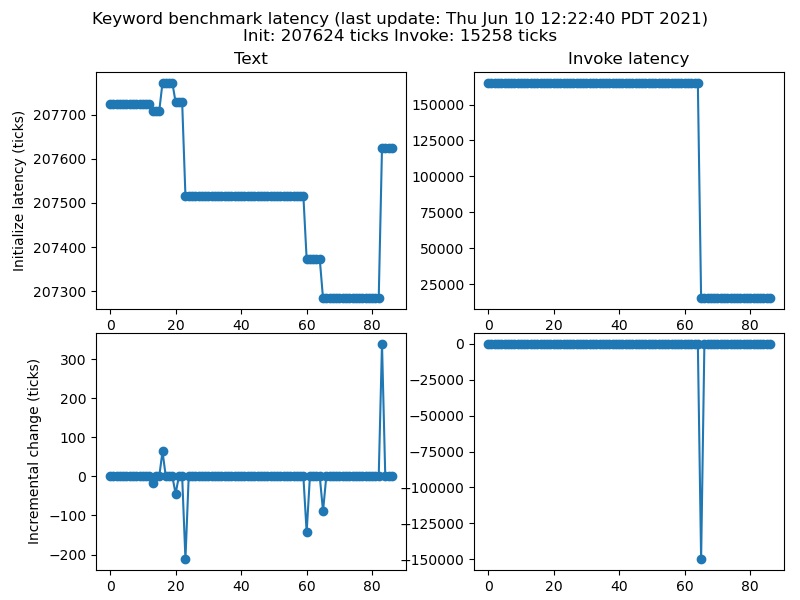 Keyword benchmark latency (last update: Thu Jun 10 12:22:40 PDT 2021)
Init: 207624 ticks Invoke: 15258 ticks
Text
Invoke latency
Initialize latency (ticks)
207700
207600
207500
207400
207300
0 20 40 60 80
150000
125000
100000
75000
50000
25000
0 20 40 60 80
Incremental change (ticks)
300
200
100
0
−100
−200
0 20 40 60 80
0
−25000
−50000
−75000
−100000
−125000
−150000
0 20 40 60 80